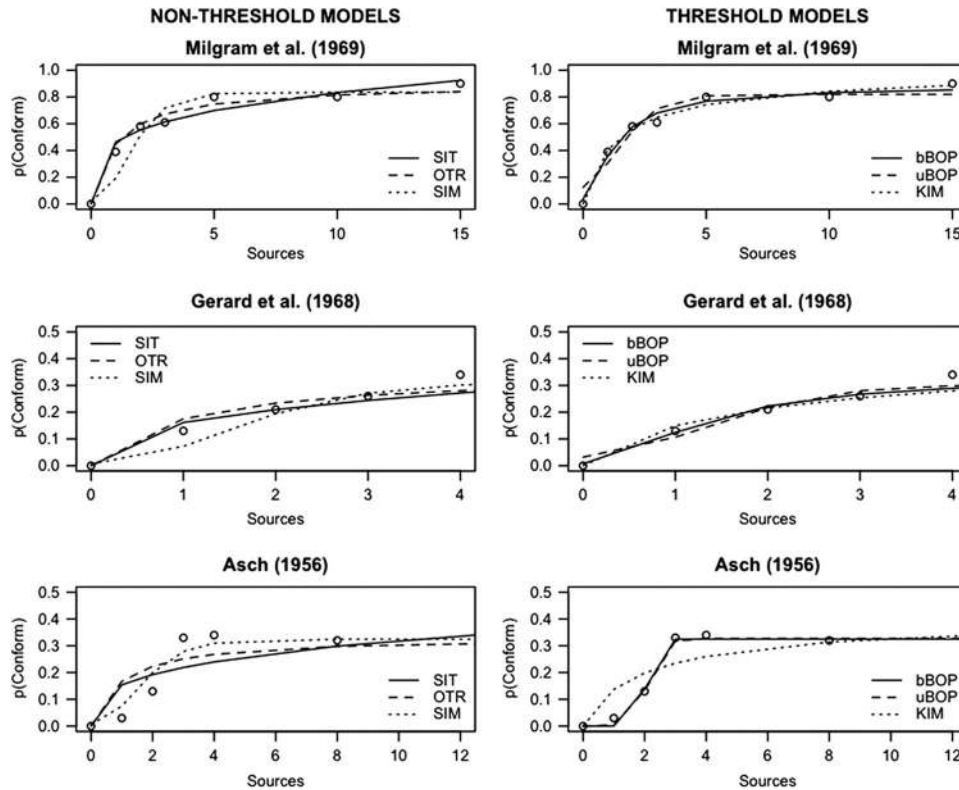 NON-THRESHOLD MODELS
THRESHOLD MODELS
Milgram et al. (1969)
p(Conform)
1.0
0.8
0.6
0.4
0.2
0.0
SIT
OTR
SIM
0 5 10 15
Sources
Milgram et al. (1969)
p(Conform)
1.0
0.8
0.6
0.4
0.2
0.0
bBOP
uBOP
KIM
0 5 10 15
Sources
Gerard et al. (1968)
p(Conform)
0.5
0.4
0.3
0.2
0.1
0.0
SIT
OTR
SIM
0 1 2 3 4
Sources
Gerard et al. (1968)
p(Conform)
0.5
0.4
0.3
0.2
0.1
0.0
bBOP
uBOP
KIM
0 1 2 3 4
Sources
Asch (1956)
p(Conform)
0.5
0.4
0.3
0.2
0.1
0.0
SIT
OTR
SIM
0 2 4 6 8 10 12
Sources
Asch (1956)
p(Conform)
0.5
0.4
0.3
0.2
0.1
0.0
bBOP
uBOP
KIM
0 2 4 6 8 10 12
Sources